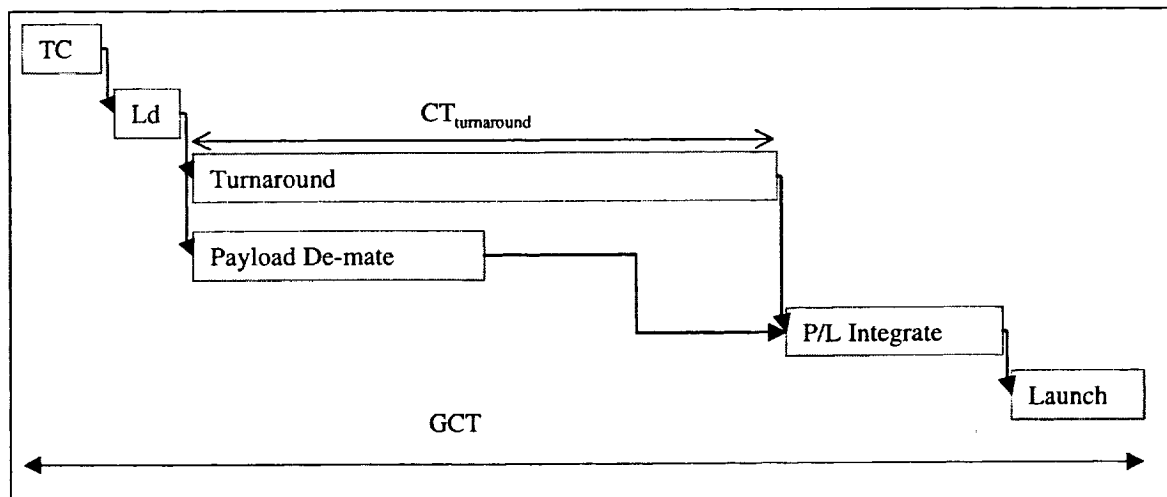 TC
Ld
CTturnaround
Turnaround
Payload De-mate
P/L Integrate
Launch
GCT